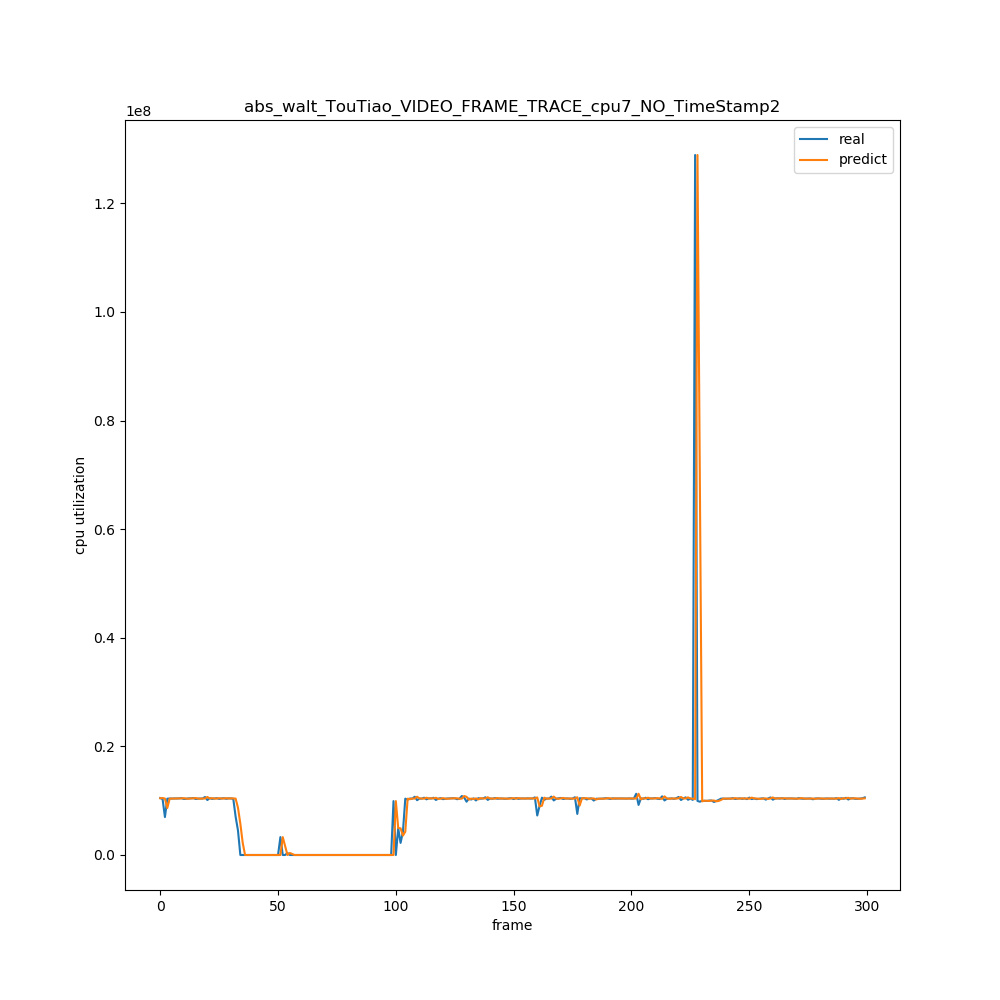 abs_walt_TouTiao_VIDEO_FRAME_TRACE_cpu7_NO_TimeStamp2
1e8
real
predict
1.2
1.0
0.8
0.6
0.4
0.2
0.0
cpu utilization
0 50 100 150 200 250 300
frame